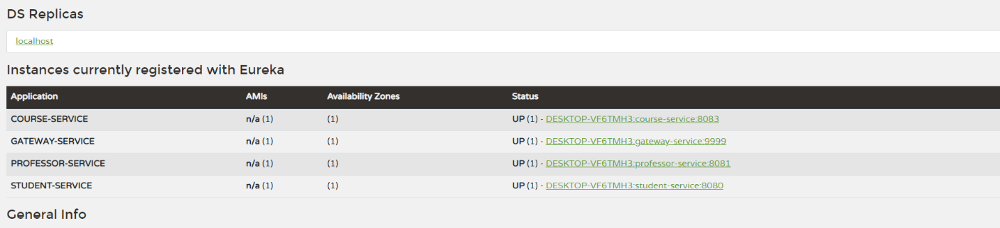 DS Replicas
localhost
Instances currently registered with Eureka
Application AMIs Availability Zones Status
COURSE-SERVICE n/a (1) (1) UP (1) - DESKTOP-VF6TMH3:course-service:8083
GATEWAY-SERVICE n/a (1) (1) UP (1) - DESKTOP-VF6TMH3:gateway-service:9999
PROFESSOR-SERVICE n/a (1) (1) UP (1) - DESKTOP-VF6TMH3:professor-service:8081
STUDENT-SERVICE n/a (1) (1) UP (1) - DESKTOP-VF6TMH3:student-service:8080
General Info